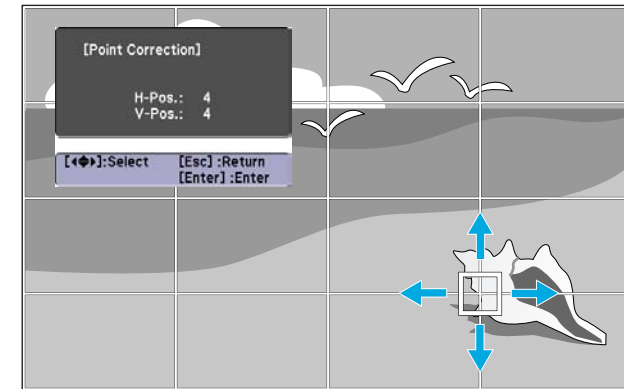 [Point Correction]
H-Pos.: 4
V-Pos.: 4
[◀◆▶]:Select [Esc] :Return
[Enter] :Enter